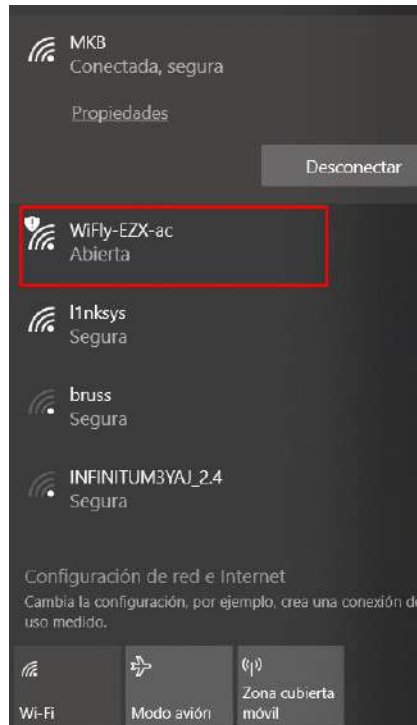 MKB
Conectada, segura
Propiedades
Desconectar
WiFly-EZX-ac
Abierta
l1nksys
Segura
bruss
Segura
INFINITUM3YAJ_2.4
Segura
Configuración de red e Internet
Cambia la configuración, por ejemplo, crea una conexión de
uso medido.
Wi-Fi
Modo avión
Zona cubierta
móvil